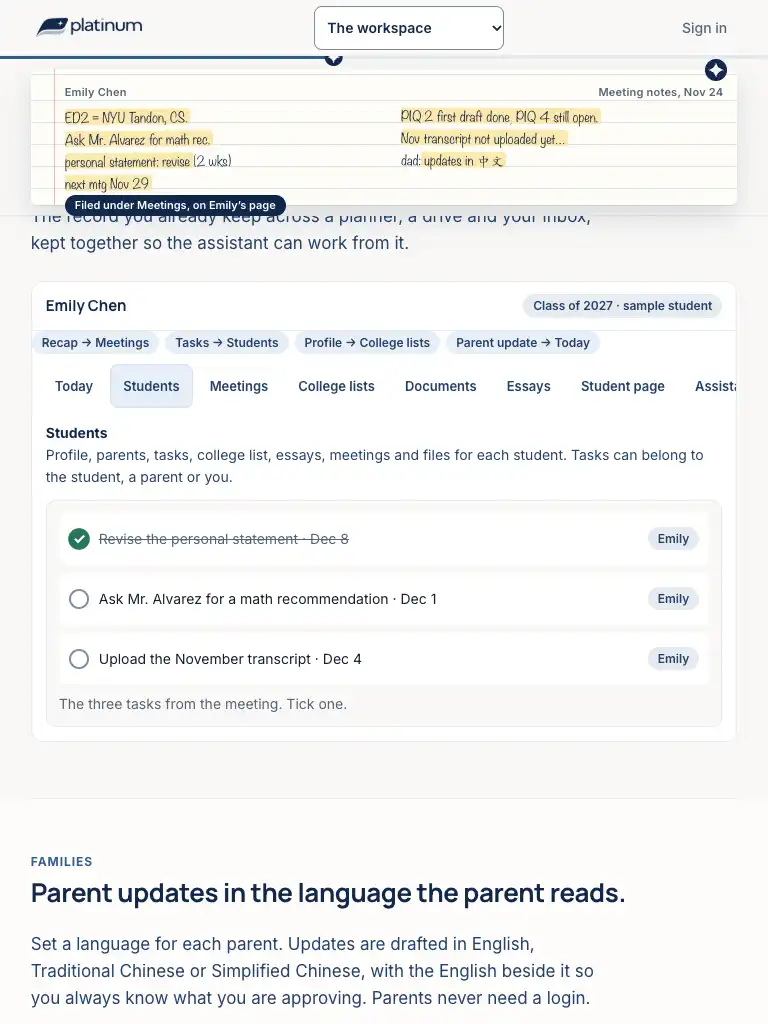 platinum
The workspace
Sign in
Emily Chen
Meeting notes, Nov 24
ED2 = NYU Tandon, CS.
Ask Mr. Alvarez for math rec.
personal statement: revise (2 wks)
next mtg Nov 29
PIQ 2 first draft done, PIQ 4 still open.
Nov transcript not uploaded yet...
dad: updates in 中文
Filed under Meetings, on Emily's page
The record you already keep across a planner, a drive and your inbox,
kept together so the assistant can work from it.
Emily Chen
Class of 2027 · sample student
Recap → Meetings
Tasks → Students
Profile → College lists
Parent update → Today
Today
Students
Meetings
College lists
Documents
Essays
Student page
Assista
Students
Profile, parents, tasks, college list, essays, meetings and files for each student. Tasks can belong to
the student, a parent or you.
Revise the personal statement · Dec 8
Emily
Ask Mr. Alvarez for a math recommendation · Dec 1
Emily
Upload the November transcript · Dec 4
Emily
The three tasks from the meeting. Tick one.
FAMILIES
Parent updates in the language the parent reads.
Set a language for each parent. Updates are drafted in English,
Traditional Chinese or Simplified Chinese, with the English beside it so
you always know what you are approving. Parents never need a login.